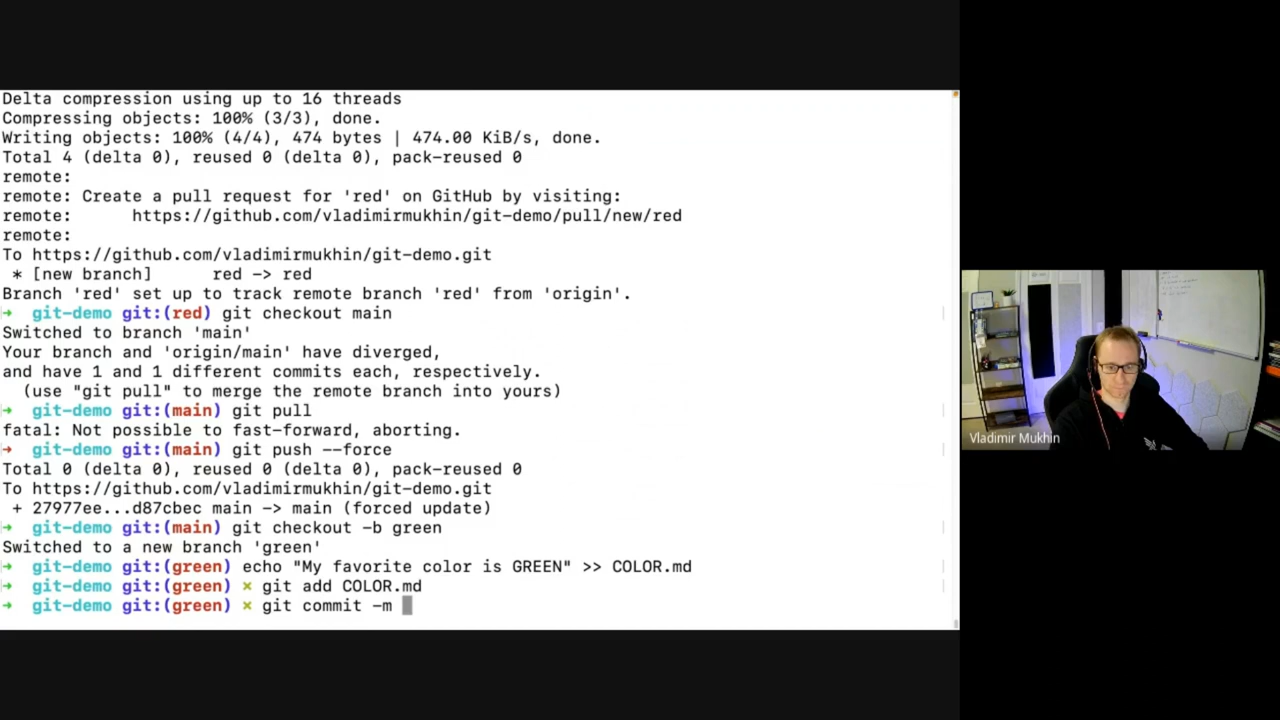 Delta compression using up to 16 threads
Compressing objects: 100% (3/3), done.
Writing objects: 100% (4/4), 474 bytes | 474.00 KiB/s, done.
Total 4 (delta 0), reused 0 (delta 0), pack-reused 0
remote:
remote: Create a pull request for 'red' on GitHub by visiting:
remote:      https://github.com/vladimirmukhin/git-demo/pull/new/red
remote:
To https://github.com/vladimirmukhin/git-demo.git
 * [new branch]      red -> red
Branch 'red' set up to track remote branch 'red' from 'origin'.
➜  git-demo git:(red) git checkout main
Switched to branch 'main'
Your branch and 'origin/main' have diverged,
and have 1 and 1 different commits each, respectively.
  (use "git pull" to merge the remote branch into yours)
➜  git-demo git:(main) git pull
fatal: Not possible to fast-forward, aborting.
➜  git-demo git:(main) git push --force
Total 0 (delta 0), reused 0 (delta 0), pack-reused 0
To https://github.com/vladimirmukhin/git-demo.git
 + 27977ee...d87cbec main -> main (forced update)
➜  git-demo git:(main) git checkout -b green
Switched to a new branch 'green'
➜  git-demo git:(green) echo "My favorite color is GREEN" >> COLOR.md
➜  git-demo git:(green) ✗ git add COLOR.md
➜  git-demo git:(green) ✗ git commit -m
Vladimir Mukhin